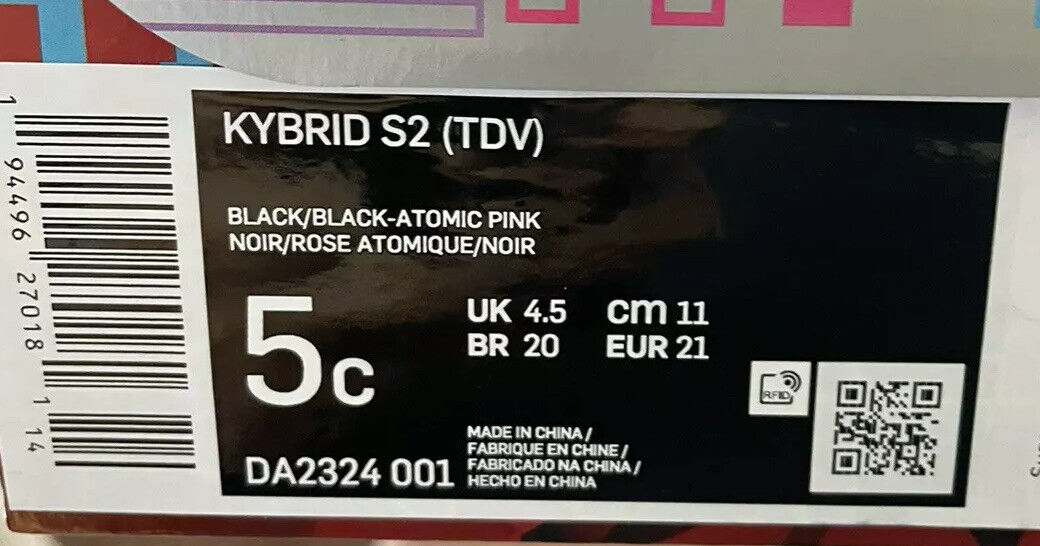 KYBRID S2 (TDV)
BLACK/BLACK-ATOMIC PINK
NOIR/ROSE ATOMIQUE/NOIR
5c
UK 4.5 cm 11
BR 20 EUR 21
RFID
DA2324 001
MADE IN CHINA /
FABRIQUE EN CHINE /
FABRICADO NA CHINA /
HECHO EN CHINA
1 94496 27018 1 14